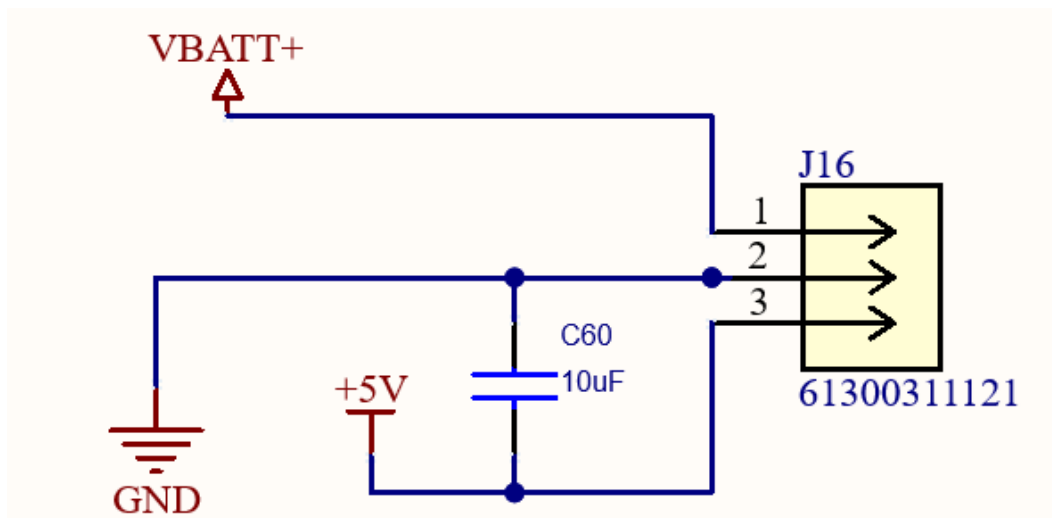 VBATT+
J16
1
2
3
C60
10uF
+5V
61300311121
GND